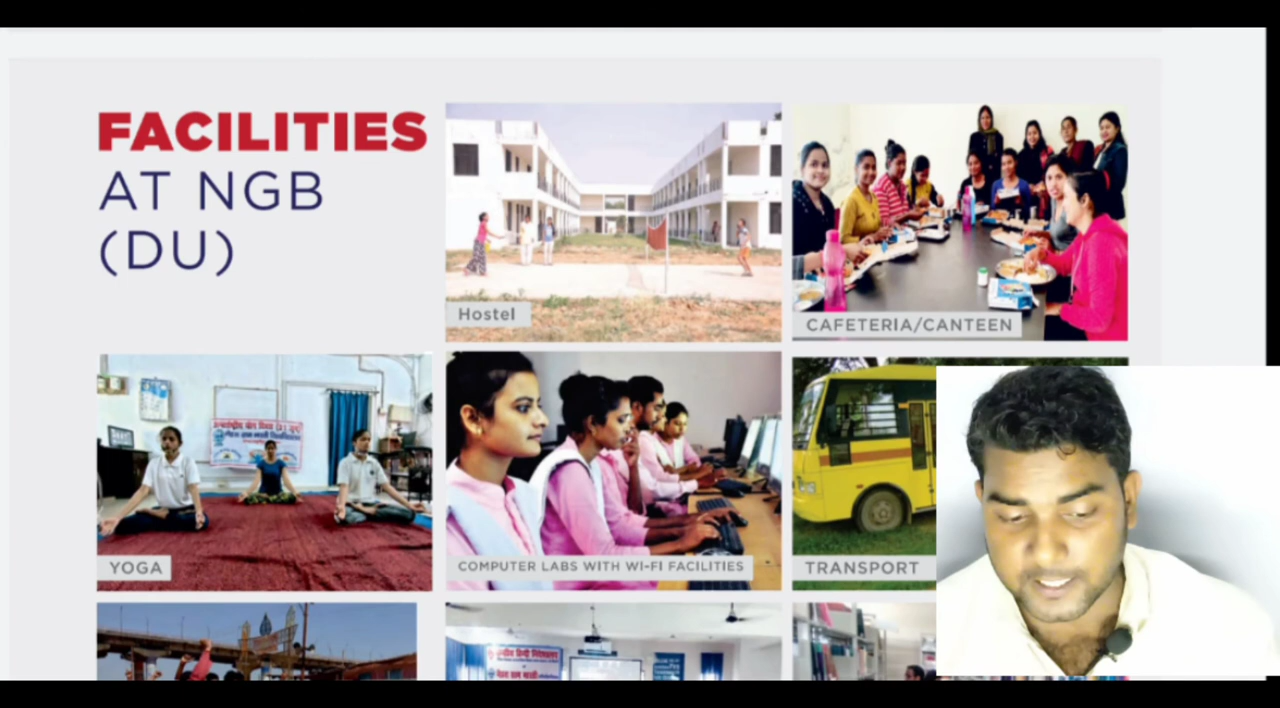 FACILITIES
AT NGB
(DU)
Hostel
CAFETERIA/CANTEEN
YOGA
COMPUTER LABS WITH WI-FI FACILITIES
TRANSPORT